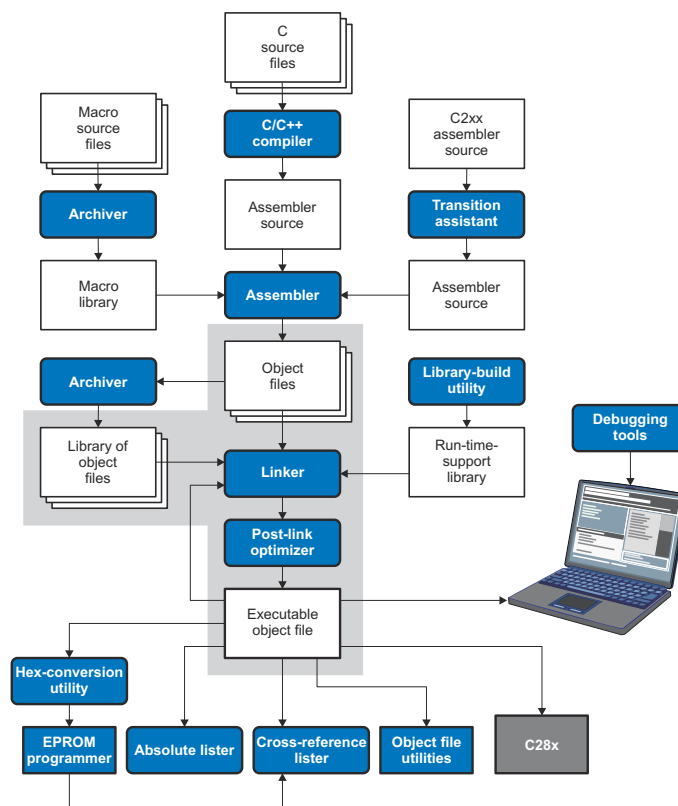 C
source
files
Macro
source
files
C/C++
compiler
C2xx
assembler
source
Archiver
Assembler
source
Transition
assistant
Macro
library
Assembler
Assembler
source
Archiver
Object
files
Library-build
utility
Debugging
tools
Library of
object
files
Linker
Run-time-
support
library
Post-link
optimizer
Executable
object file
Hex-conversion
utility
EPROM
programmer
Absolute lister
Cross-reference
lister
Object file
utilities
C28x